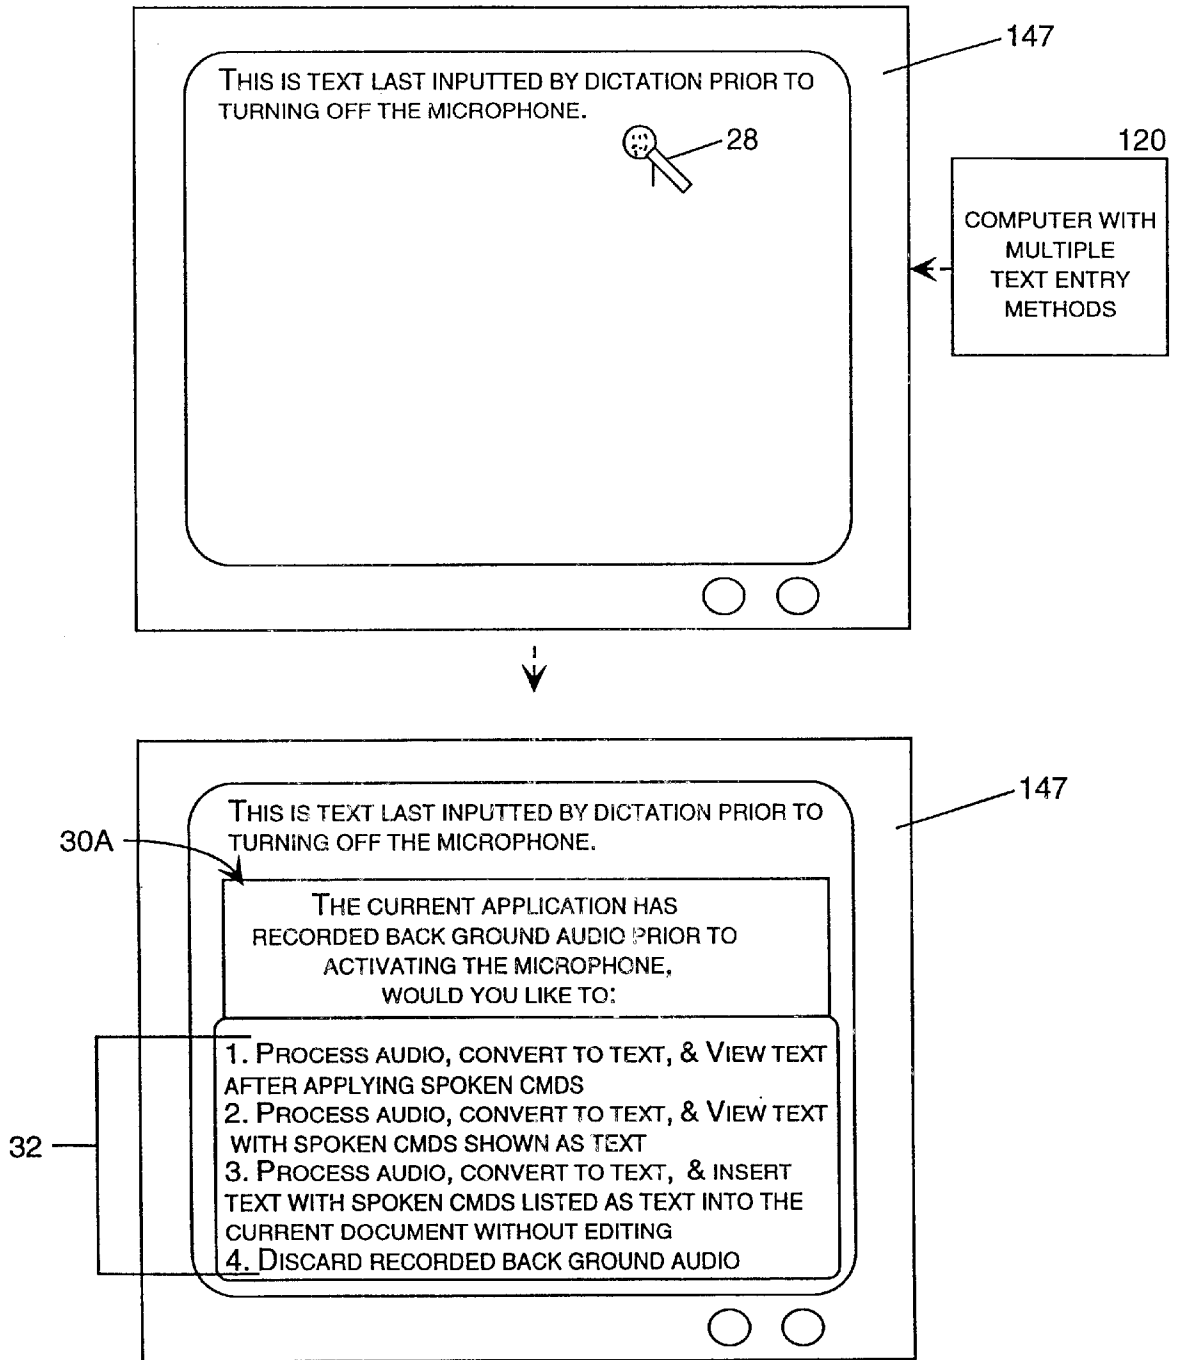 147
THIS IS TEXT LAST INPUTTED BY DICTATION PRIOR TO
TURNING OFF THE MICROPHONE.
28
120
COMPUTER WITH
MULTIPLE
TEXT ENTRY
METHODS
147
THIS IS TEXT LAST INPUTTED BY DICTATION PRIOR TO
TURNING OFF THE MICROPHONE.
30A
THE CURRENT APPLICATION HAS
RECORDED BACK GROUND AUDIO PRIOR TO
ACTIVATING THE MICROPHONE,
WOULD YOU LIKE TO:
32
1. PROCESS AUDIO, CONVERT TO TEXT, & VIEW TEXT
AFTER APPLYING SPOKEN CMDS
2. PROCESS AUDIO, CONVERT TO TEXT, & VIEW TEXT
WITH SPOKEN CMDS SHOWN AS TEXT
3. PROCESS AUDIO, CONVERT TO TEXT, & INSERT
TEXT WITH SPOKEN CMDS LISTED AS TEXT INTO THE
CURRENT DOCUMENT WITHOUT EDITING
4. DISCARD RECORDED BACK GROUND AUDIO